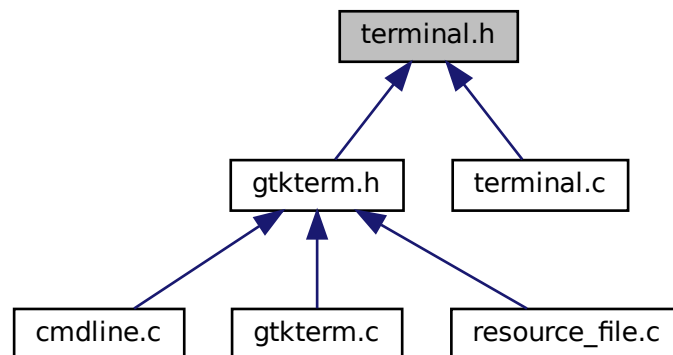 terminal.h
gtkterm.h
terminal.c
cmdline.c
gtkterm.c
resource_file.c